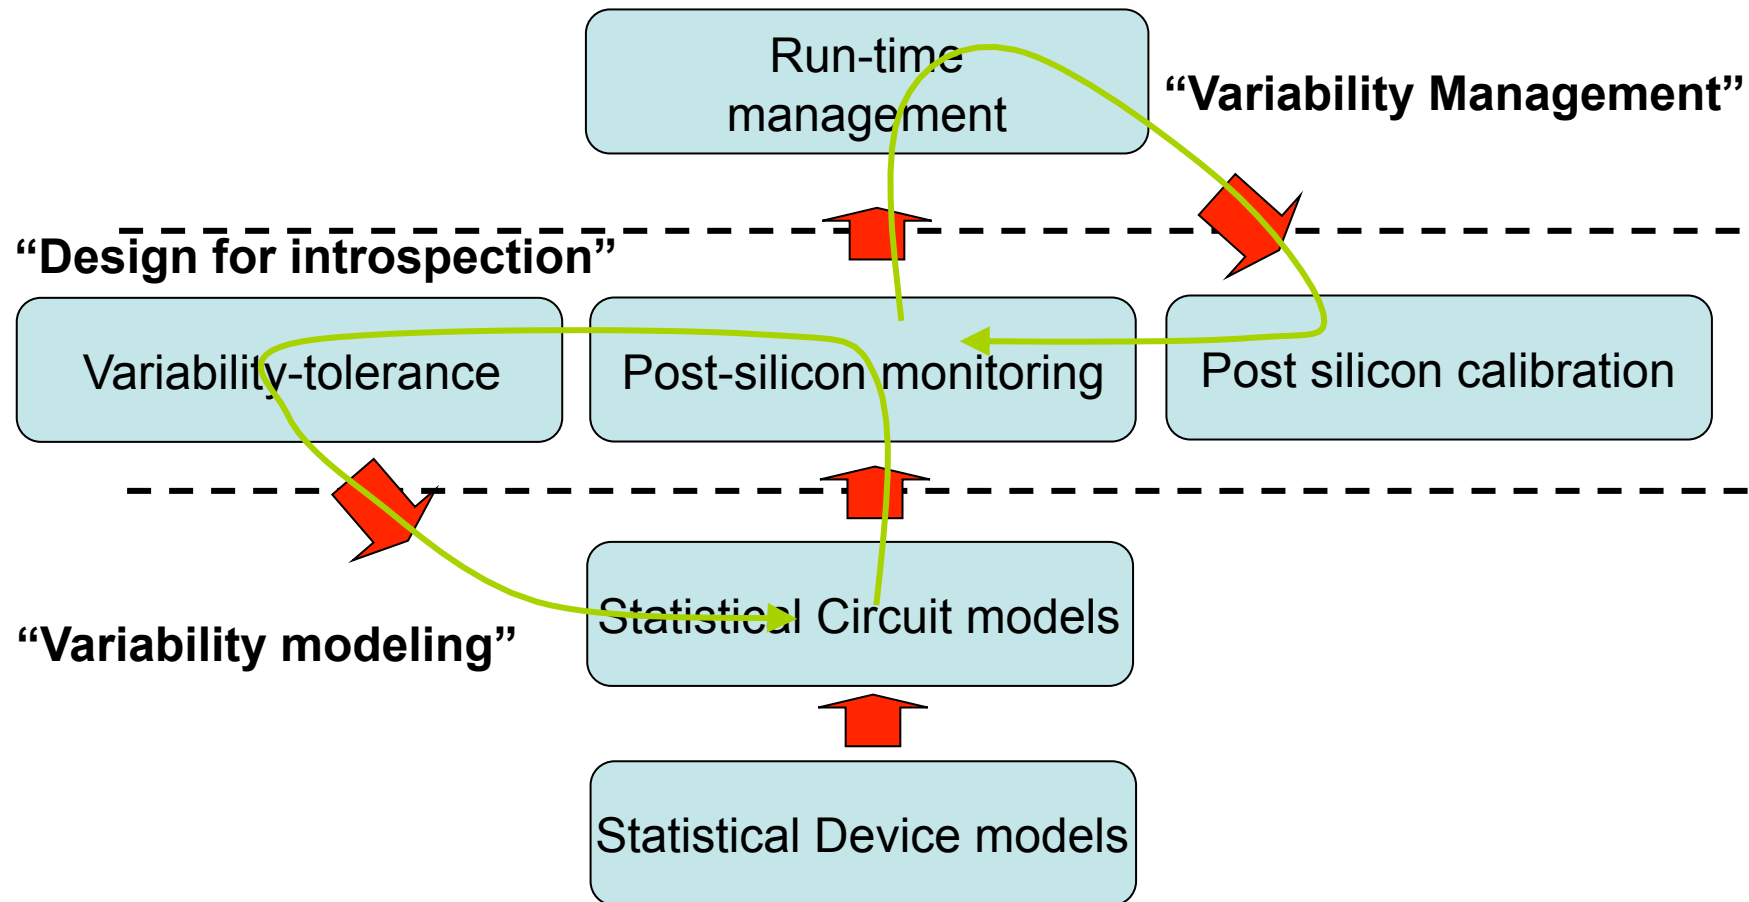 Run-time
management
“Variability Management”
“Design for introspection”
Variability-tolerance
Post-silicon monitoring
Post silicon calibration
Statistical Circuit models
“Variability modeling”
Statistical Device models